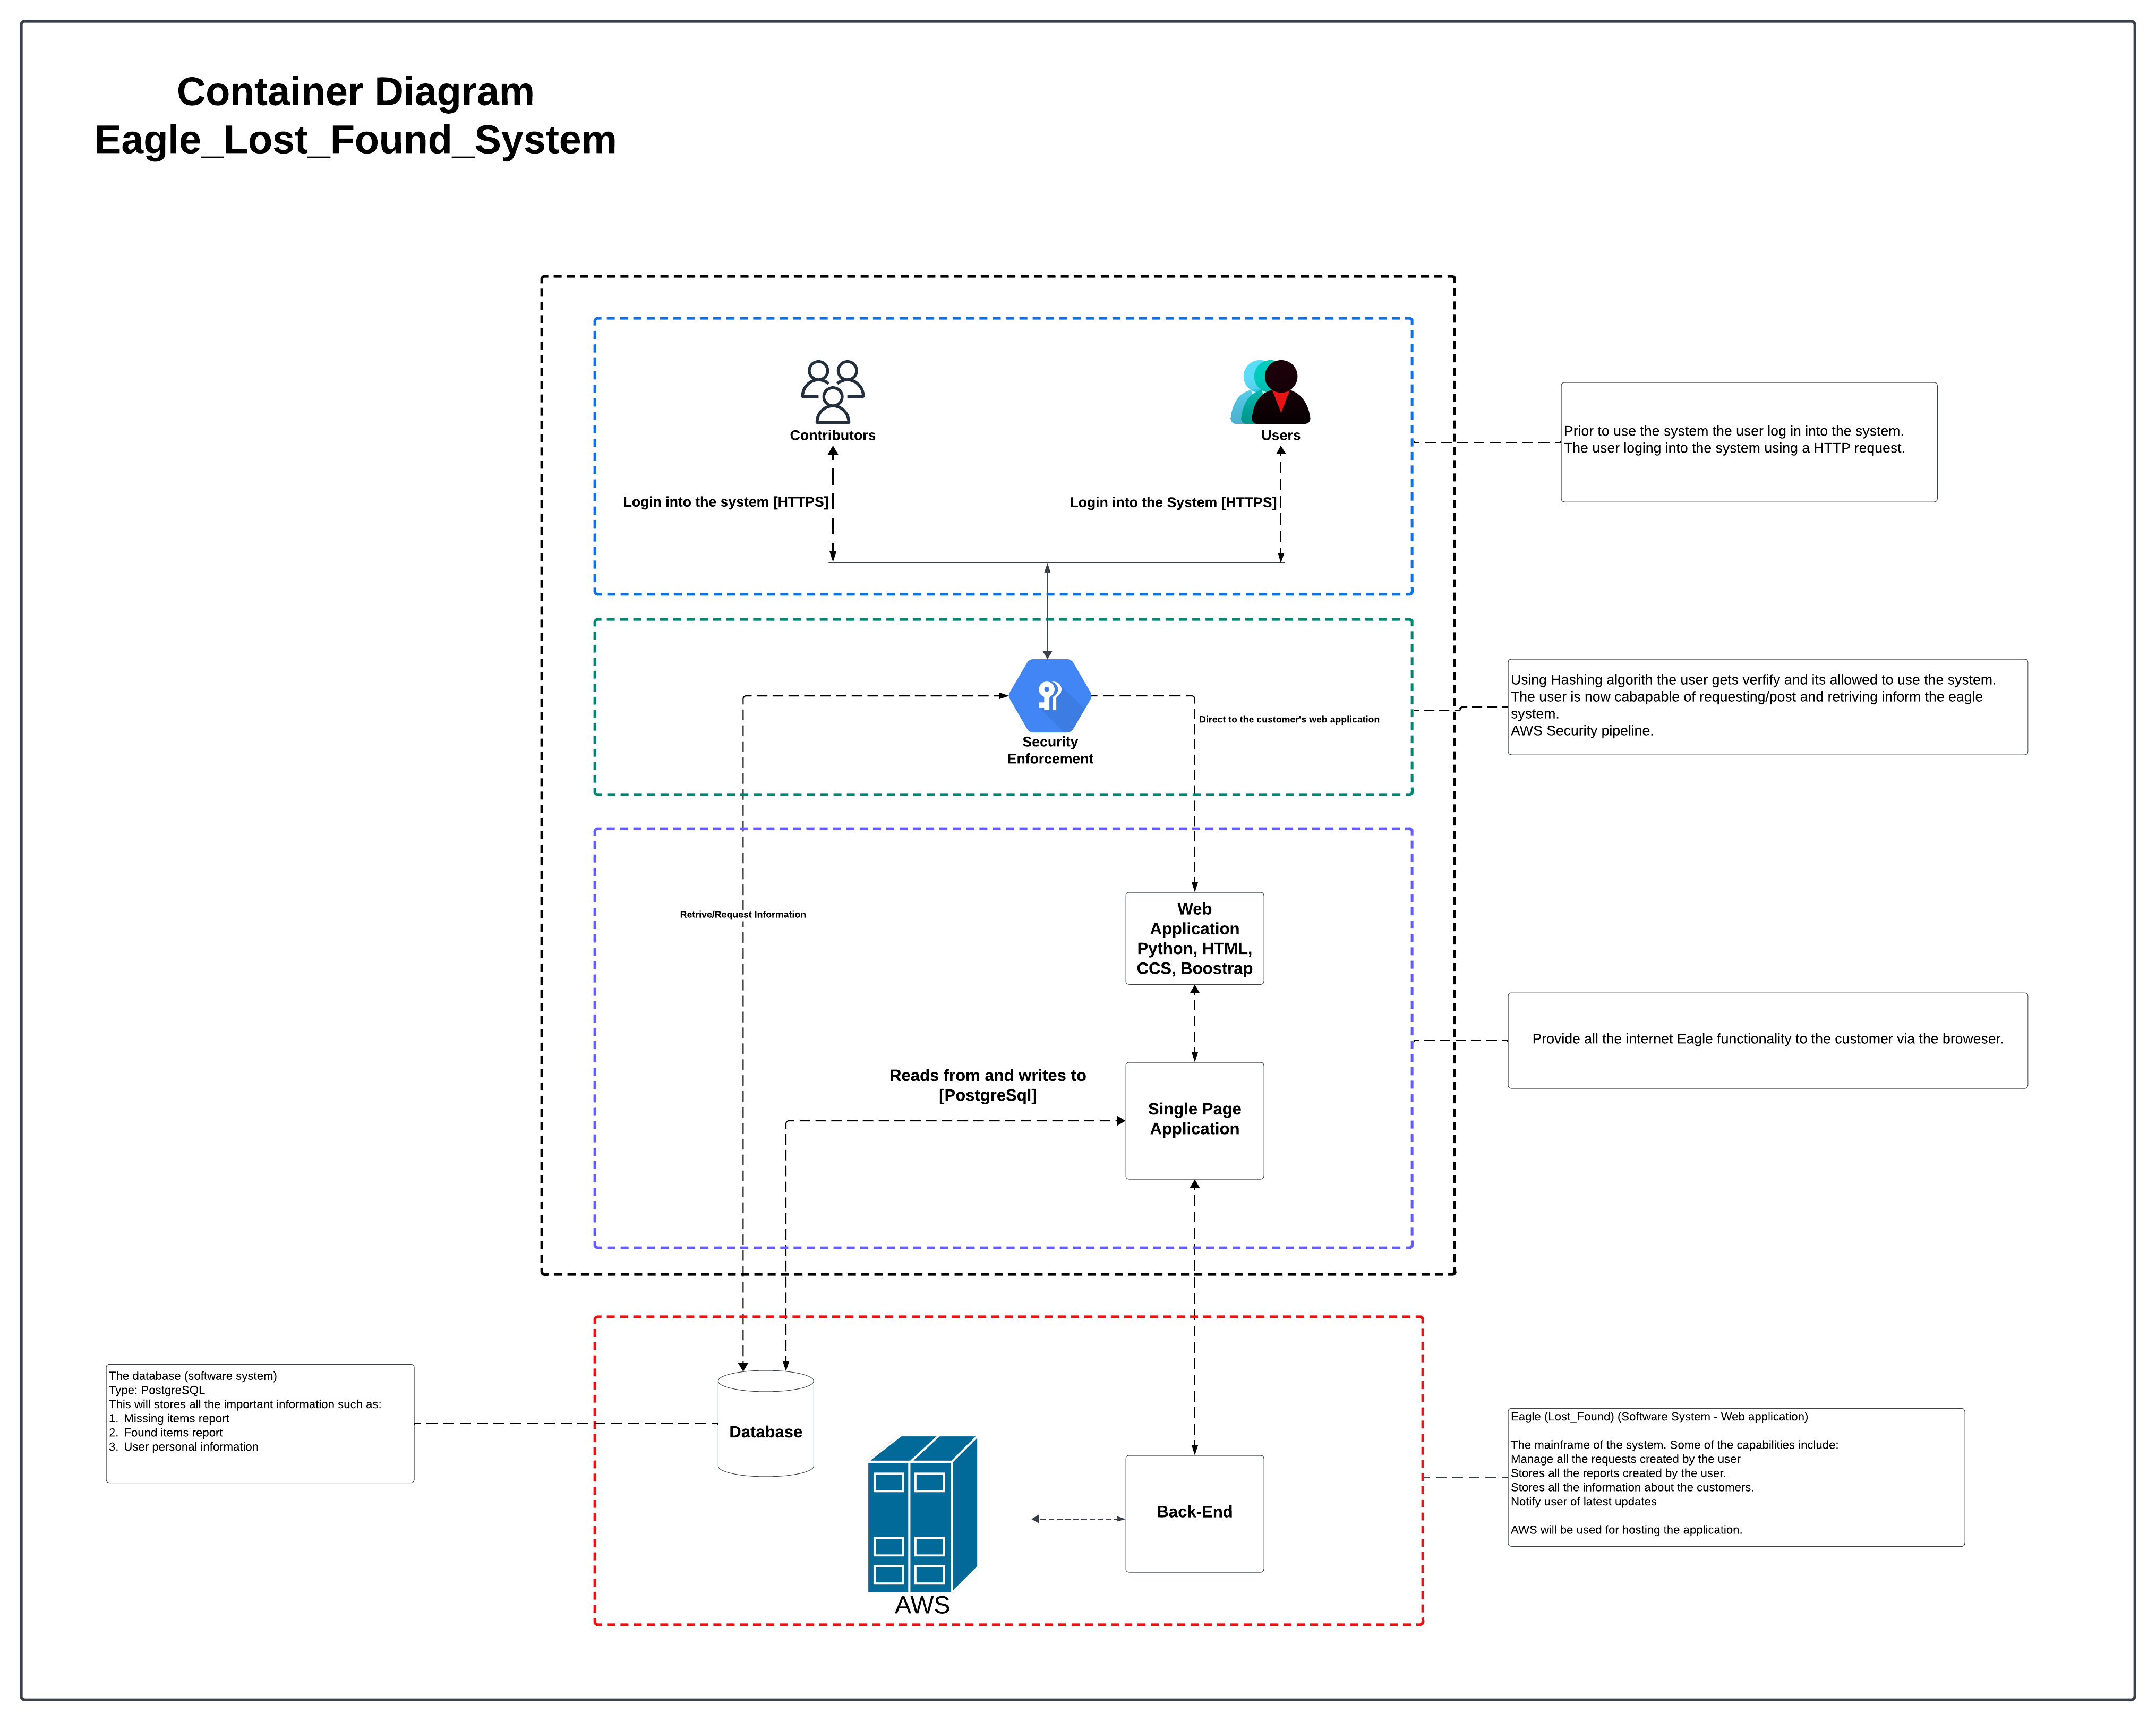 Container Diagram
Eagle_Lost_Found_System
Contributors
Users
Login into the system [HTTPS]
Login into the System [HTTPS]
Prior to use the system the user log in into the system.
The user loging into the system using a HTTP request.
Security
Enforcement
Direct to the customer's web application
Using Hashing algorith the user gets verfify and its allowed to use the system.
The user is now cabapable of requesting/post and retriving inform the eagle
system.
AWS Security pipeline.
Retrive/Request Information
Web
Application
Python, HTML,
CCS, Boostrap
Provide all the internet Eagle functionality to the customer via the broweser.
Reads from and writes to
[PostgreSql]
Single Page
Application
The database (software system)
Type: PostgreSQL
This will stores all the important information such as:
1. Missing items report
2. Found items report
3. User personal information
Database
AWS
Back-End
Eagle (Lost_Found) (Software System - Web application)
The mainframe of the system. Some of the capabilities include:
Manage all the requests created by the user
Stores all the reports created by the user.
Stores all the information about the customers.
Notify user of latest updates
AWS will be used for hosting the application.